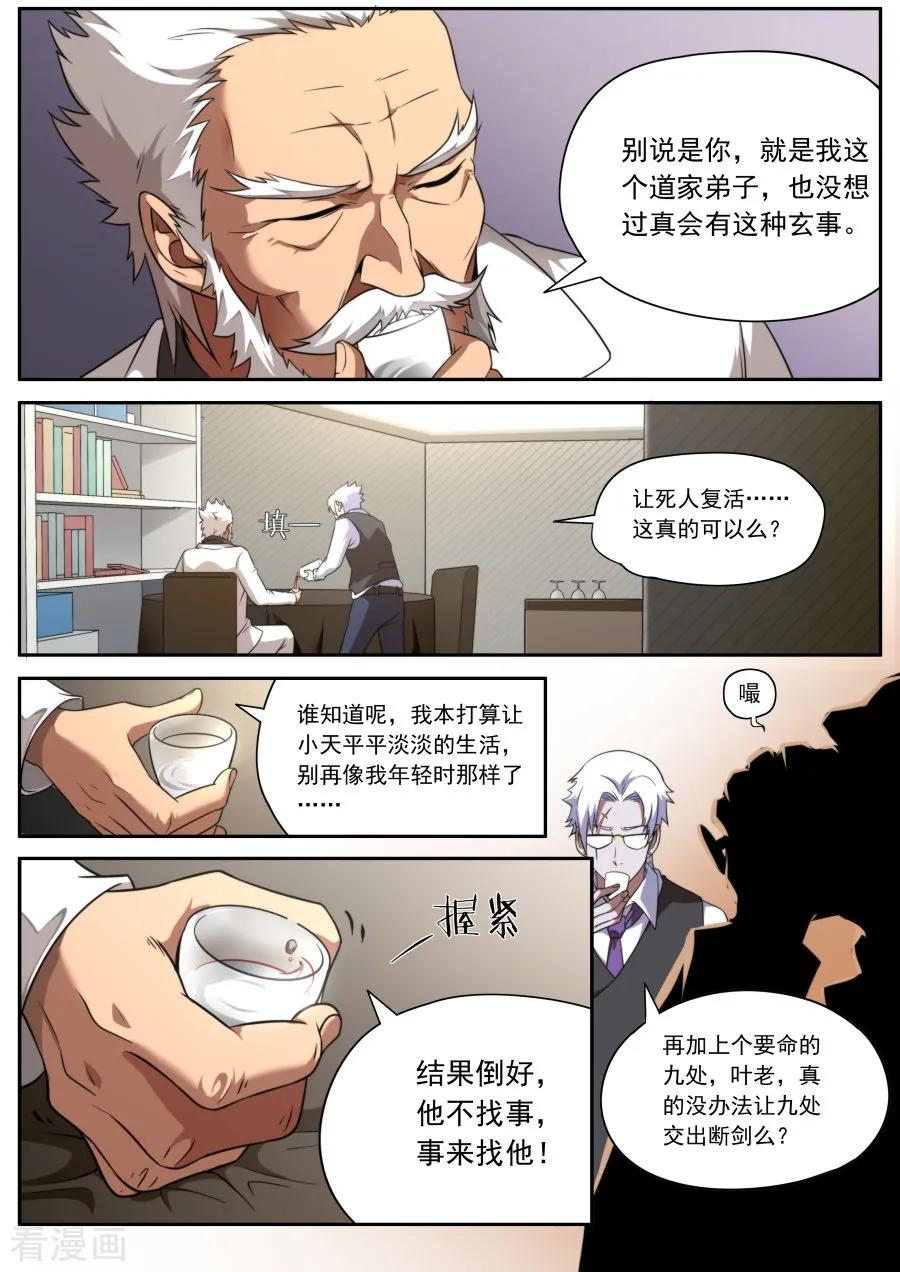 别说是你，就是我这
个道家弟子，也没想
过真会有这种玄事。
填
让死人复活……
这真的可以么？
嘬
谁知道呢，我本打算让
小天平平淡淡的生活，
别再像我年轻时那样了
……
握紧
结果倒好，
他不找事，
事来找他！
再加上个要命的
九处，叶老，真
的没办法让九处
交出断剑么？
看漫画